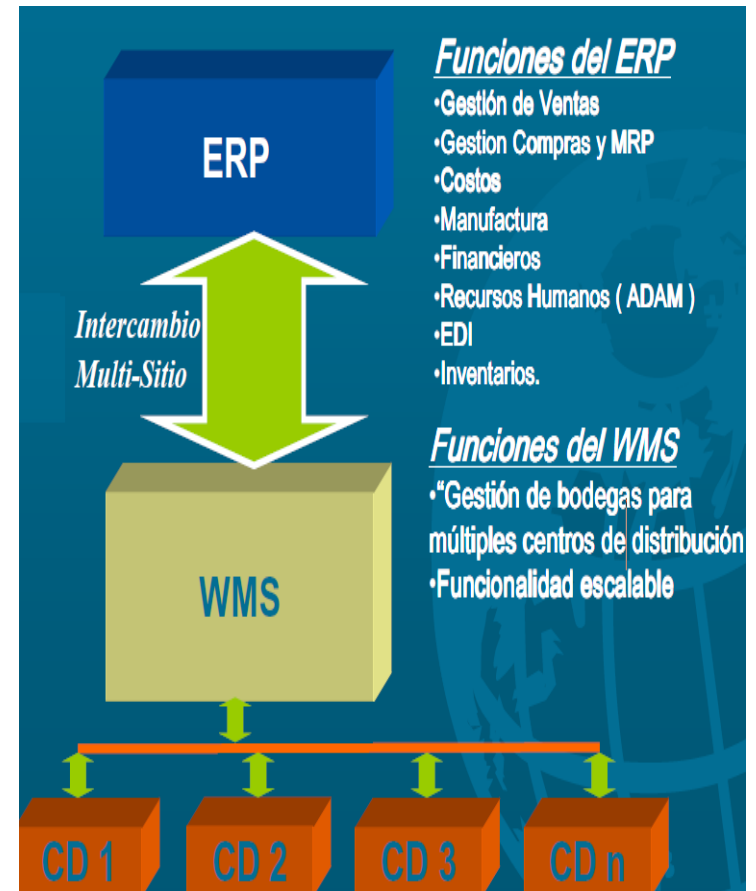 ERP
Intercambio
Multi-Sitio
WMS
CD 1
CD 2
CD 3
CD n
Funciones del ERP
•Gestión de Ventas
•Gestion Compras y MRP
•Costos
•Manufactura
•Financieros
•Recursos Humanos ( ADAM )
•EDI
•Inventarios.
Funciones del WMS
•“Gestión de bodegas para
múltiples centros de distribución
•Funcionalidad escalable